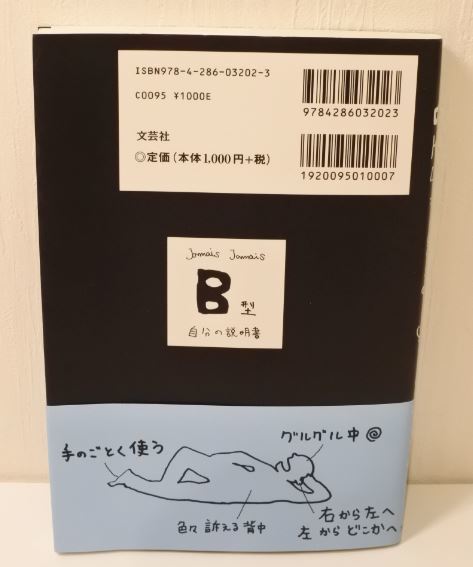 ISBN978-4-286-03202-3
C0095 ¥1000E
文芸社
◎定価(本体1,000円+税)
9784286032023
1920095010007
Jamais Jamais
B型
自分の説明書
グルグル中
手のごとく使う
色々訴える背中
右から左へ
左からどこかへ